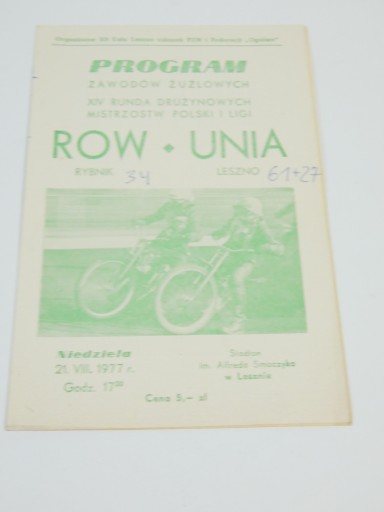 PROGRAM
ZAWODÓW ŻUŻLOWYCH
XIV RUNDA DRUŻYNOWYCH
MISTRZOSTW POLSKI I LIGI
ROW • UNIA
RYBNIK 34 LESZNO 61+27
Niedziela
21. VIII. 1977 r.
Godz. 17⁰⁰
Stadion
im. Alfreda Smoczyka
w Lesznie
Cena 5,— zł